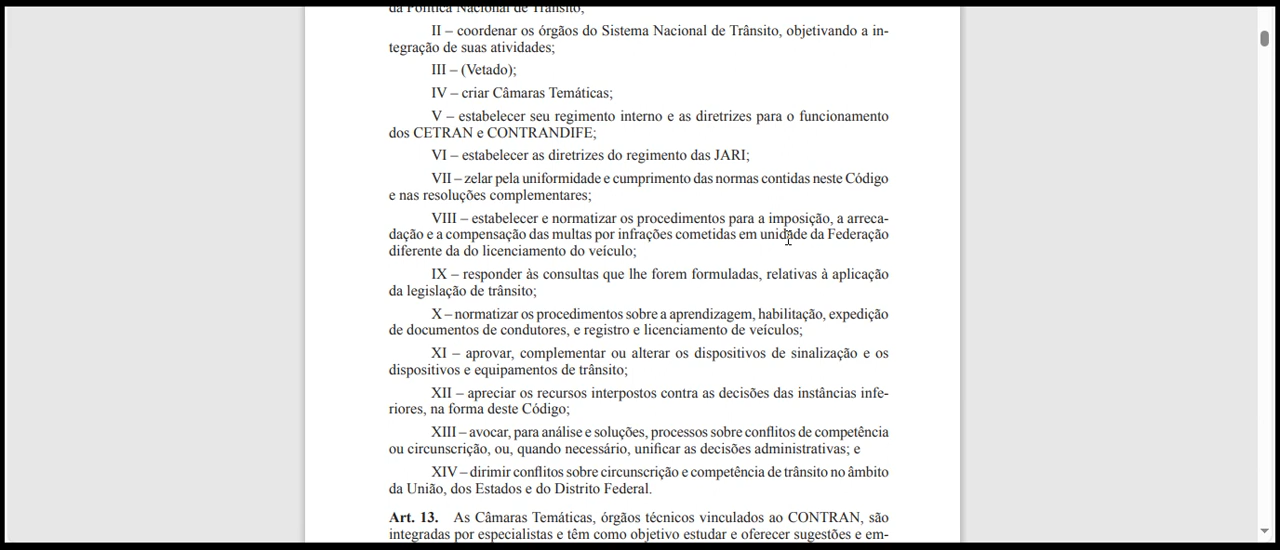 da Política Nacional de Trânsito;
II – coordenar os órgãos do Sistema Nacional de Trânsito, objetivando a in-
tegração de suas atividades;
III – (Vetado);
IV – criar Câmaras Temáticas;
V – estabelecer seu regimento interno e as diretrizes para o funcionamento
dos CETRAN e CONTRANDIFE;
VI – estabelecer as diretrizes do regimento das JARI;
VII – zelar pela uniformidade e cumprimento das normas contidas neste Código
e nas resoluções complementares;
VIII – estabelecer e normatizar os procedimentos para a imposição, a arreca-
dação e a compensação das multas por infrações cometidas em unidade da Federação
diferente da do licenciamento do veículo;
IX – responder às consultas que lhe forem formuladas, relativas à aplicação
da legislação de trânsito;
X – normatizar os procedimentos sobre a aprendizagem, habilitação, expedição
de documentos de condutores, e registro e licenciamento de veículos;
XI – aprovar, complementar ou alterar os dispositivos de sinalização e os
dispositivos e equipamentos de trânsito;
XII – apreciar os recursos interpostos contra as decisões das instâncias infe-
riores, na forma deste Código;
XIII – avocar, para análise e soluções, processos sobre conflitos de competência
ou circunscrição, ou, quando necessário, unificar as decisões administrativas; e
XIV – dirimir conflitos sobre circunscrição e competência de trânsito no âmbito
da União, dos Estados e do Distrito Federal.
Art. 13. As Câmaras Temáticas, órgãos técnicos vinculados ao CONTRAN, são
integradas por especialistas e têm como objetivo estudar e oferecer sugestões e em-